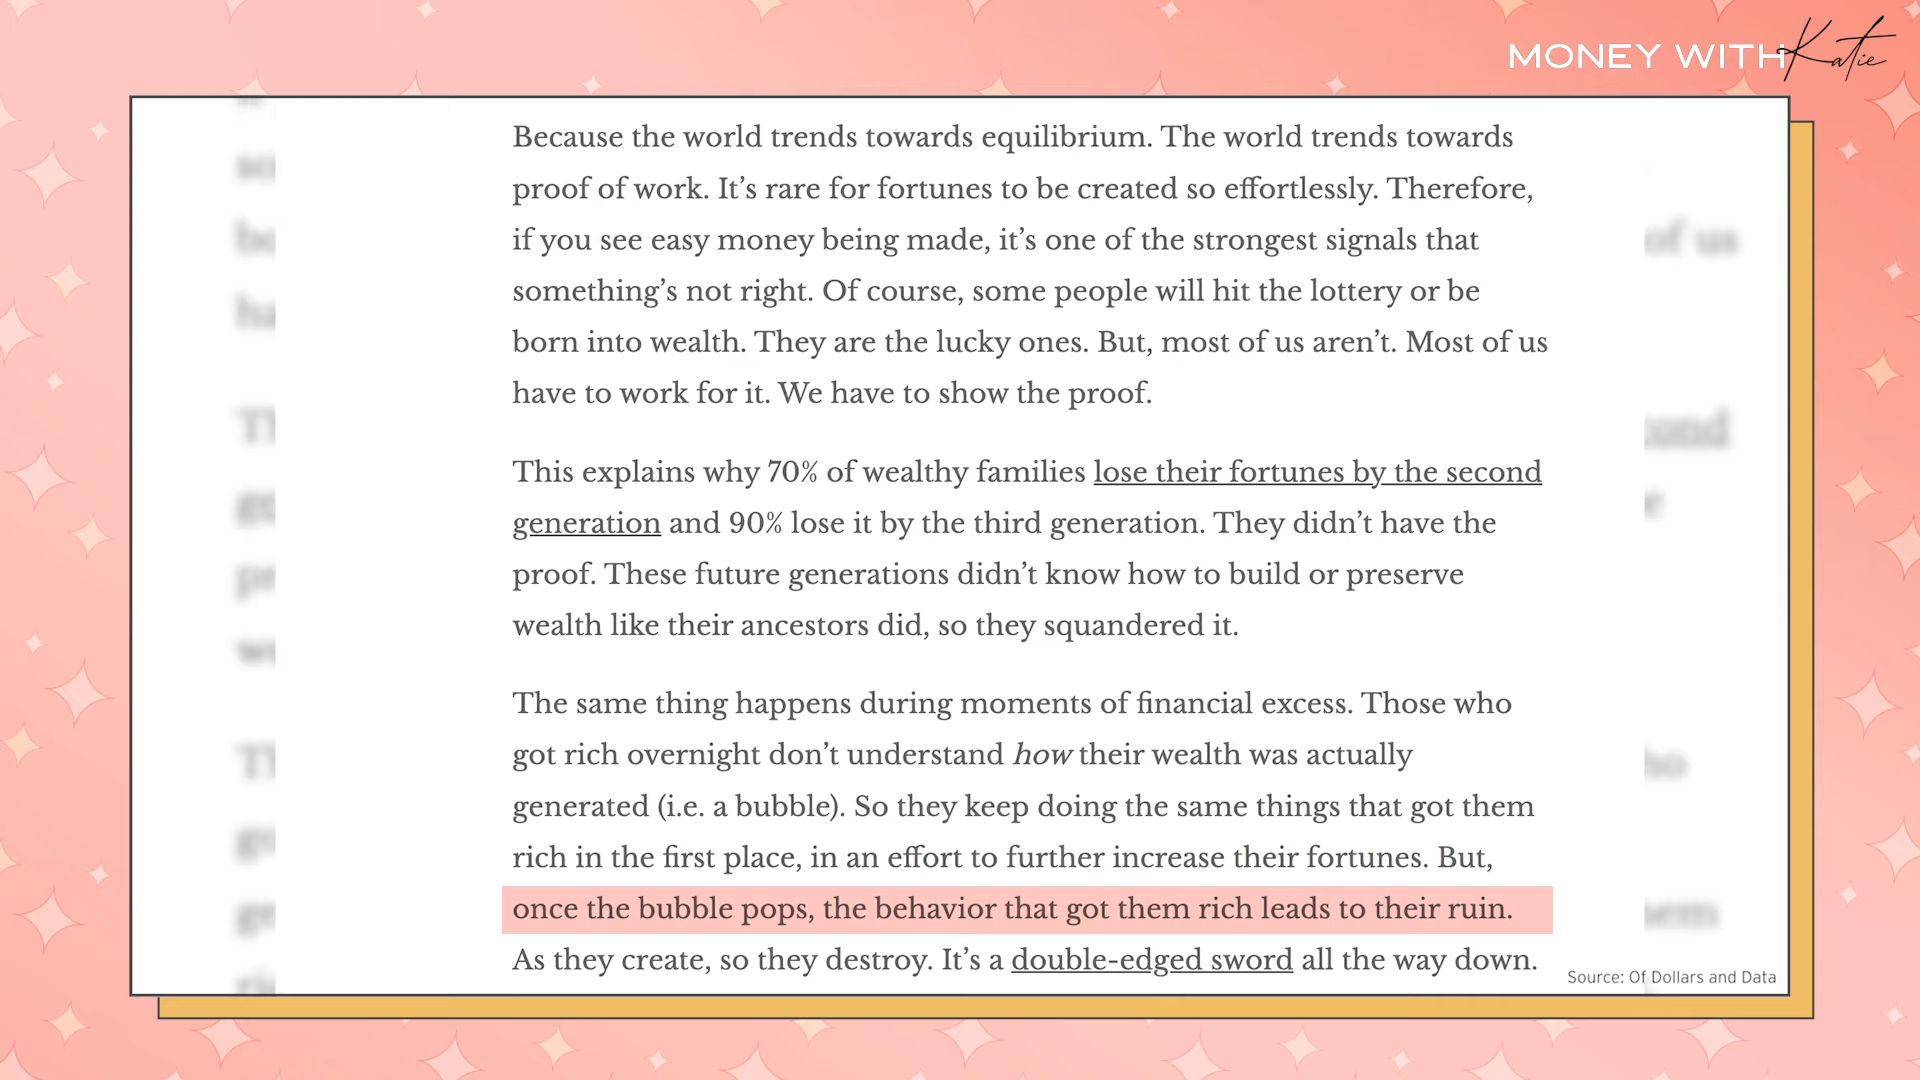 MONEY WITH Katie
Because the world trends towards equilibrium. The world trends towards
proof of work. It’s rare for fortunes to be created so effortlessly. Therefore,
if you see easy money being made, it’s one of the strongest signals that
something’s not right. Of course, some people will hit the lottery or be
born into wealth. They are the lucky ones. But, most of us aren’t. Most of us
have to work for it. We have to show the proof.
This explains why 70% of wealthy families lose their fortunes by the second
generation and 90% lose it by the third generation. They didn’t have the
proof. These future generations didn’t know how to build or preserve
wealth like their ancestors did, so they squandered it.
The same thing happens during moments of financial excess. Those who
got rich overnight don’t understand how their wealth was actually
generated (i.e. a bubble). So they keep doing the same things that got them
rich in the first place, in an effort to further increase their fortunes. But,
once the bubble pops, the behavior that got them rich leads to their ruin.
As they create, so they destroy. It’s a double-edged sword all the way down.
Source: Of Dollars and Data